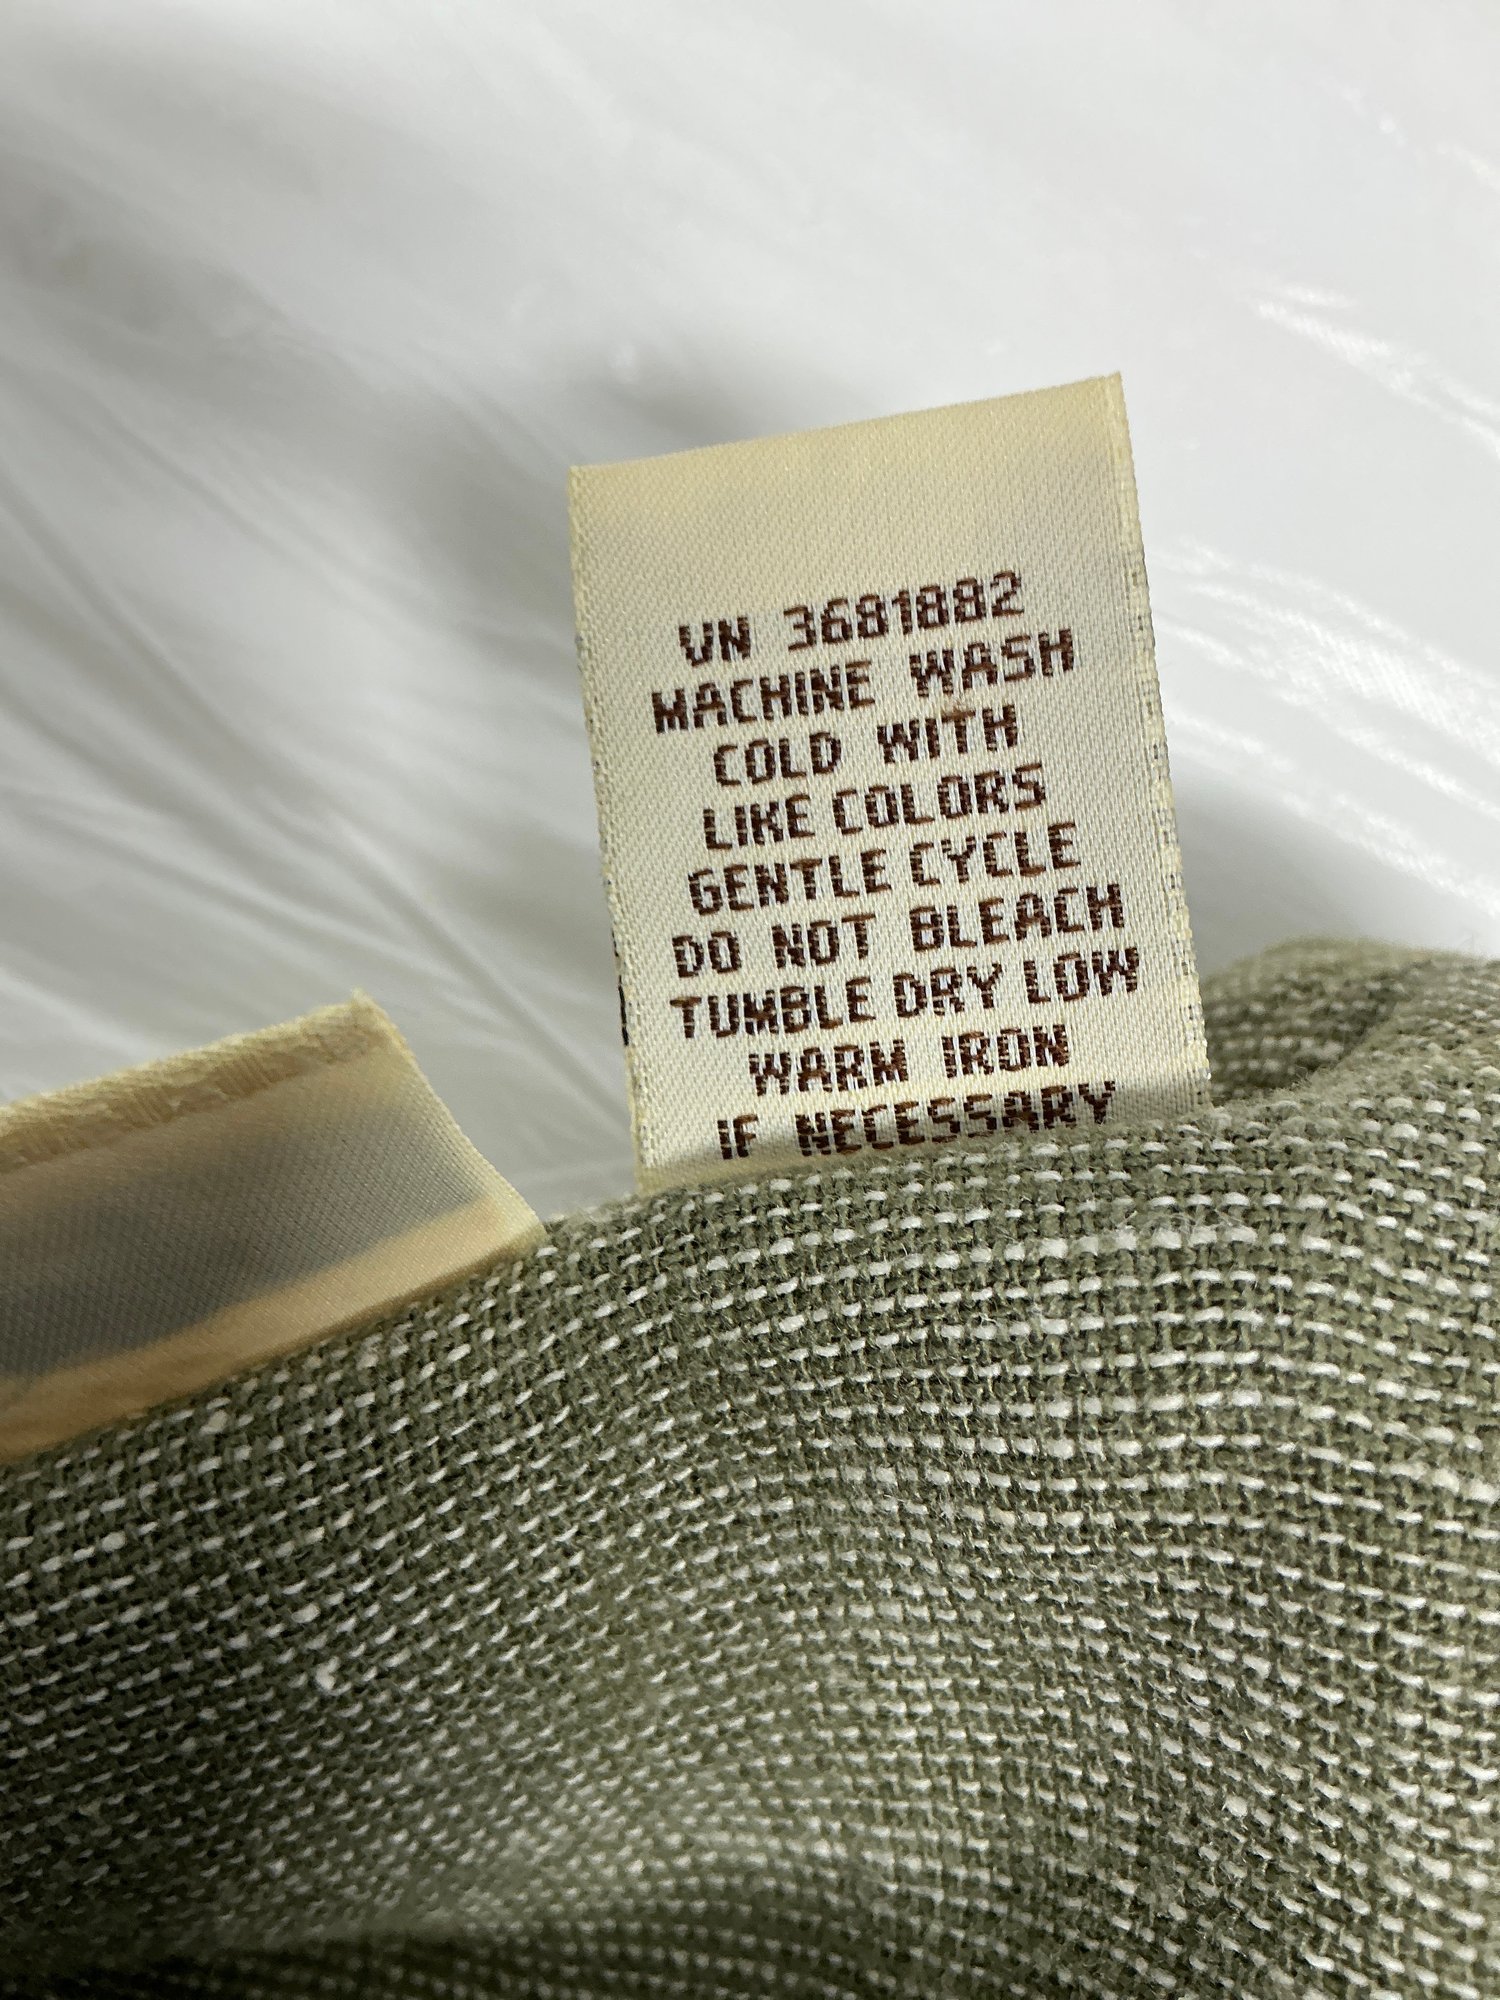 VN 3681882
MACHINE WASH
COLD WITH
LIKE COLORS
GENTLE CYCLE
DO NOT BLEACH
TUMBLE DRY LOW
WARM IRON
IF NECESSARY